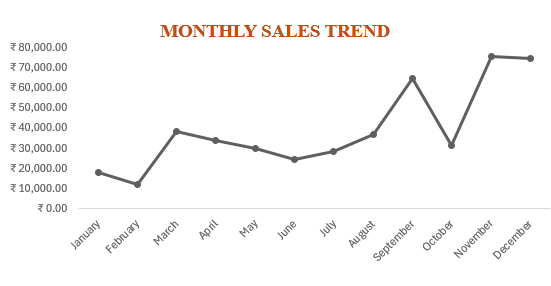 MONTHLY SALES TREND
₹ 80,000.00
₹ 70,000.00
₹ 60,000.00
₹ 50,000.00
₹ 40,000.00
₹ 30,000.00
₹ 20,000.00
₹ 10,000.00
₹ 0.00
January
February
March
April
May
June
July
August
September
October
November
December